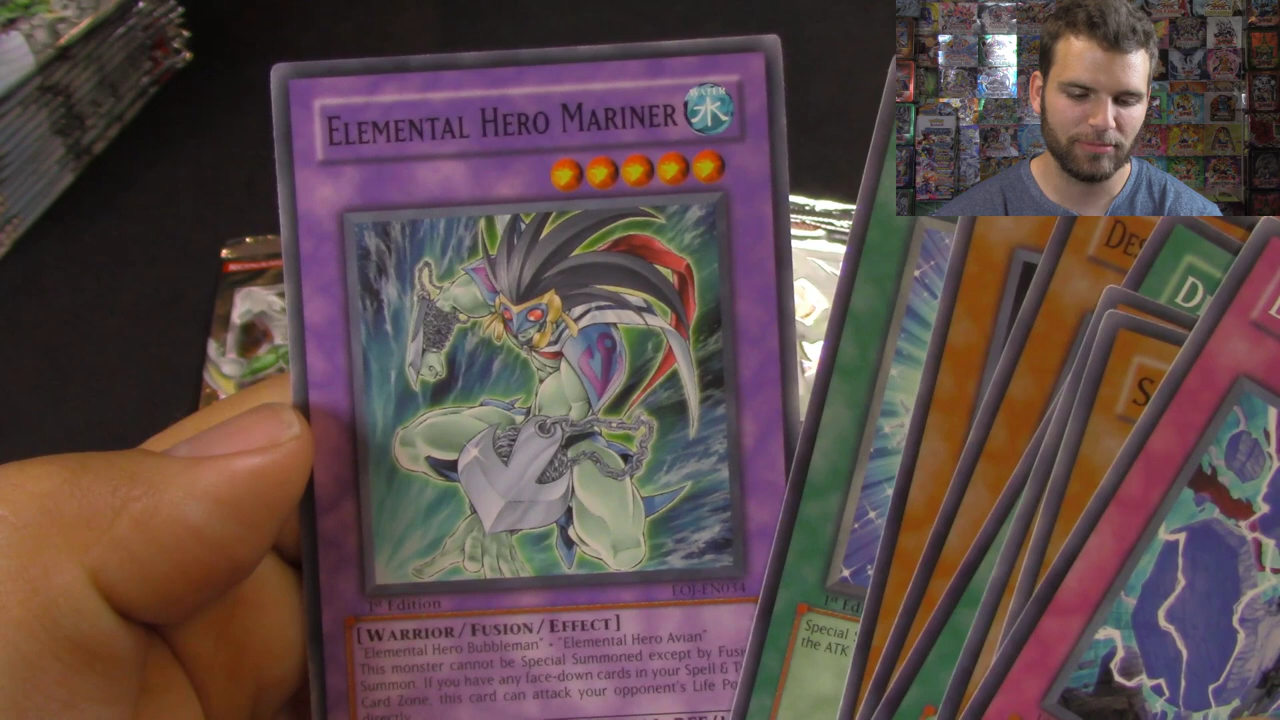 ELEMENTAL HERO MARINER
WATER
水
EOJ-EN034
1st Edition
[WARRIOR/FUSION/EFFECT]
"Elemental Hero Bubbleman" + "Elemental Hero Avian"
This monster cannot be Special Summoned except by Fusi
Summon. If you have any face-down cards in your Spell & T
Card Zone, this card can attack your opponent's Life Po
directly.
1st Ed
Special
the ATK
DES
D
S